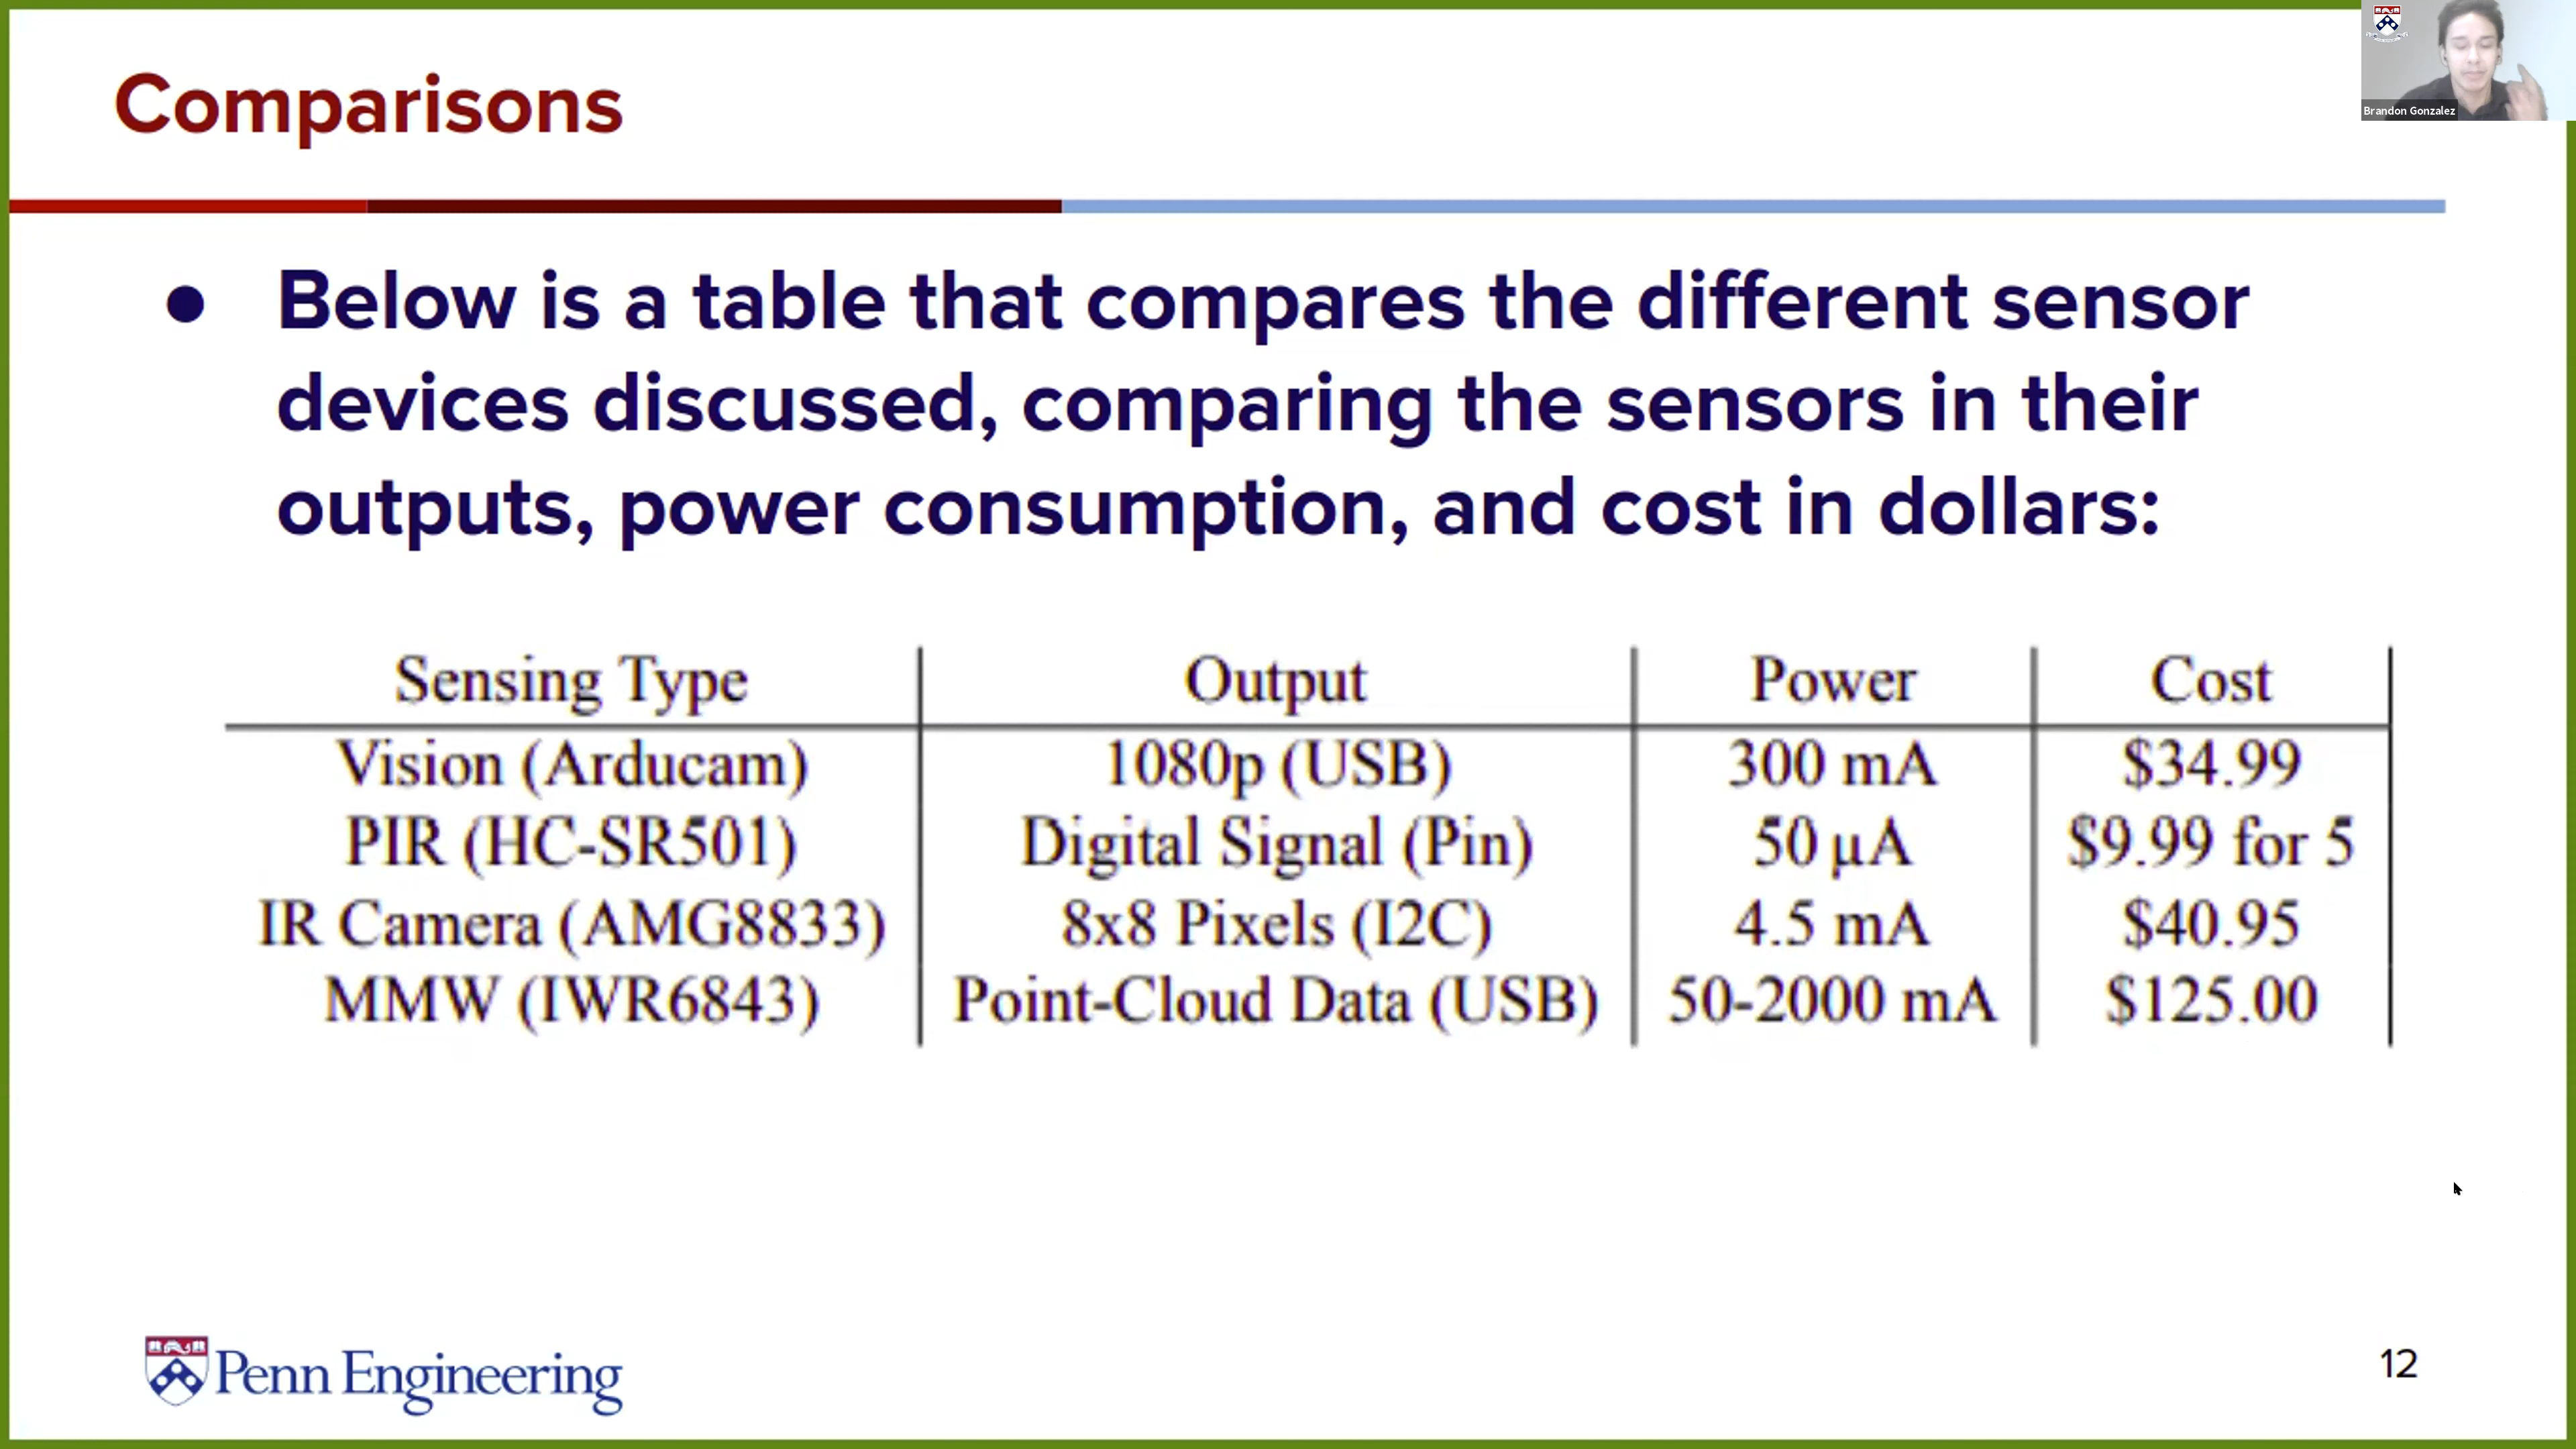 Comparisons
Brandon Gonzalez
● Below is a table that compares the different sensor
devices discussed, comparing the sensors in their
outputs, power consumption, and cost in dollars:
Sensing Type Output Power Cost
Vision (Arducam) 1080p (USB) 300 mA $34.99
PIR (HC-SR501) Digital Signal (Pin) 50 µA $9.99 for 5
IR Camera (AMG8833) 8x8 Pixels (I2C) 4.5 mA $40.95
MMW (IWR6843) Point-Cloud Data (USB) 50-2000 mA $125.00
Penn Engineering
12